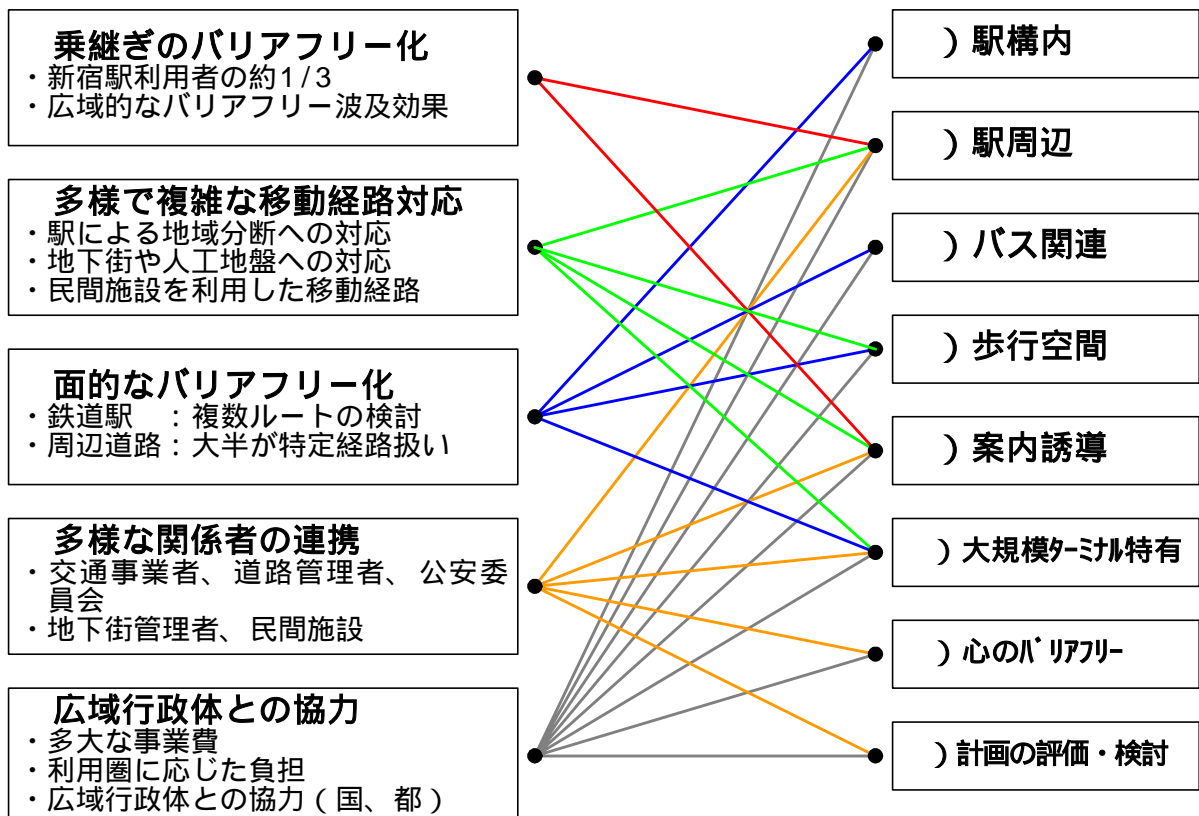 乗継ぎのバリアフリー化
・新宿駅利用者の約1/3
・広域的なバリアフリー波及効果
多様で複雑な移動経路対応
・駅による地域分断への対応
・地下街や人工地盤への対応
・民間施設を利用した移動経路
面的なバリアフリー化
・鉄道駅　：複数ルートの検討
・周辺道路：大半が特定経路扱い
多様な関係者の連携
・交通事業者、道路管理者、公安委
員会
・地下街管理者、民間施設
広域行政体との協力
・多大な事業費
・利用圏に応じた負担
・広域行政体との協力（国、都）
）駅構内
）駅周辺
）バス関連
）歩行空間
）案内誘導
）大規模ﾀｰﾐﾅﾙ特有
）心のﾊﾞﾘｱﾌﾘｰ
）計画の評価・検討